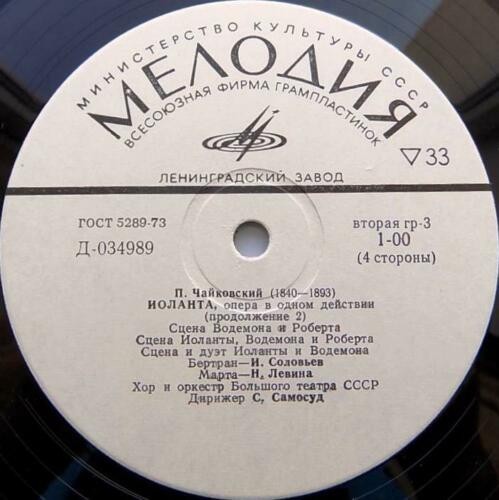 МИНИСТЕРСТВО КУЛЬТУРЫ СССР
МЕЛОДИЯ
ВСЕСОЮЗНАЯ ФИРМА ГРАМПЛАСТИНОК
▽33
ЛЕНИНГРАДСКИЙ ЗАВОД
ГОСТ 5289-73
Д-034989
вторая гр-3
1-00
(4 стороны)
П. Чайковский (1840—1893)
ИОЛАНТА, опера в одном действии
(продолжение 2)
Сцена Водемона и Роберта
Сцена Иоланты, Водемона и Роберта
Сцена и дуэт Иоланты и Водемона
Бертран—И. Соловьев
Марта—Н. Левина
Хор и оркестр Большого театра СССР
Дирижер С. Самосуд